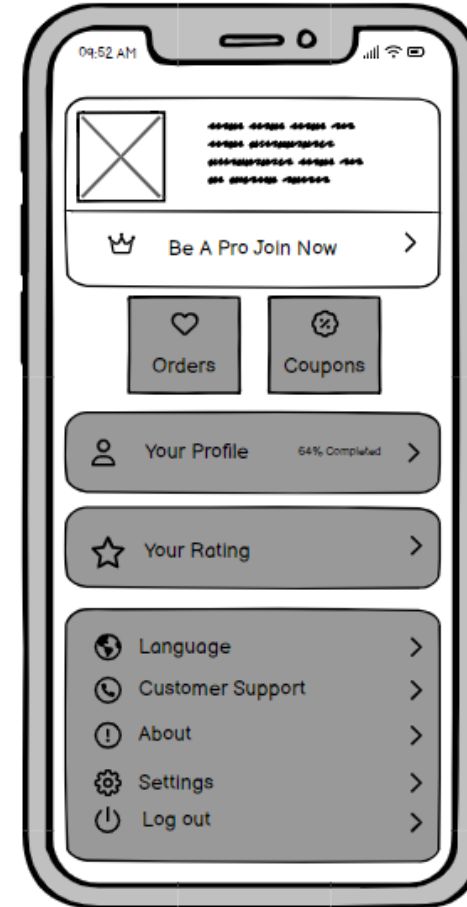 09:52 AM
Be A Pro Join Now
Orders
Coupons
Your Profile
64% Completed
Your Rating
Language
Customer Support
About
Settings
Log out